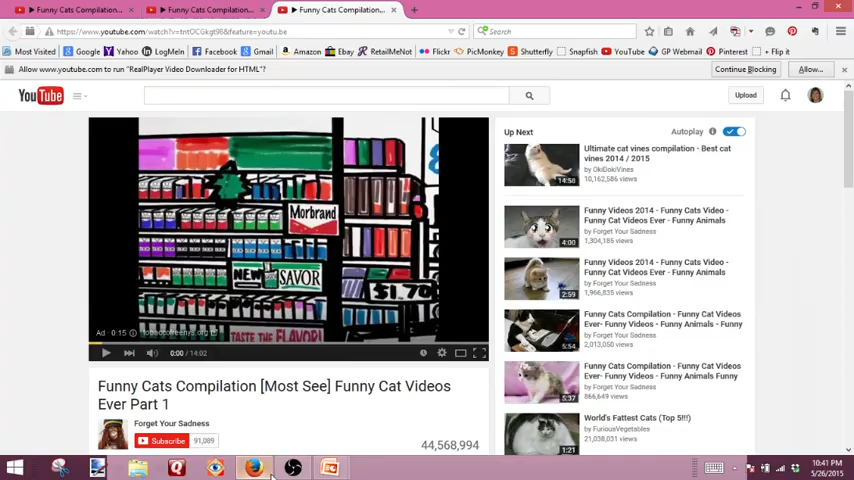 Funny Cats Compilation...
Funny Cats Compilation...
Funny Cats Compilation...
https://www.youtube.com/watch?v=tntOCGkgt98&feature=youtu.be
Search
Most Visited
Google
Yahoo
LogMeIn
Facebook
Gmail
Amazon
Ebay
RetailMeNot
Flickr
PicMonkey
Shutterfly
Snapfish
YouTube
GP Webmail
Pinterest
+ Flip it
Allow www.youtube.com to run "RealPlayer Video Downloader for HTML"?
Continue Blocking
Allow...
YouTube
Upload
Morbrand
NEW
SAVOR
$1.70
TASTE THE FLAVOR!
Ad · 0:15
0:00 / 14:02
Up Next
Autoplay
Ultimate cat vines compilation - Best cat
vines 2014 / 2015
by OkiDokiVines
10,162,586 views
14:58
Funny Videos 2014 - Funny Cats Video -
Funny Cat Videos Ever - Funny Animals
by Forget Your Sadness
1,304,185 views
4:00
Funny Videos 2014 - Funny Cats Video -
Funny Cat Videos Ever - Funny Animals
by Forget Your Sadness
1,966,835 views
2:59
Funny Cats Compilation - Funny Cat Videos
Ever- Funny Videos - Funny Animals - Funny
by Forget Your Sadness
2,013,050 views
5:54
Funny Cats Compilation - Funny Cat Videos
Ever- Funny Videos - Funny Animals Funny
by Forget Your Sadness
866,649 views
5:37
World's Fattest Cats (Top 5!!!)
by FuriousVegetables
21,038,031 views
1:21
Funny Cats Compilation [Most See] Funny Cat Videos
Ever Part 1
Forget Your Sadness
Subscribe
91,089
44,568,994
10:41 PM
5/26/2015